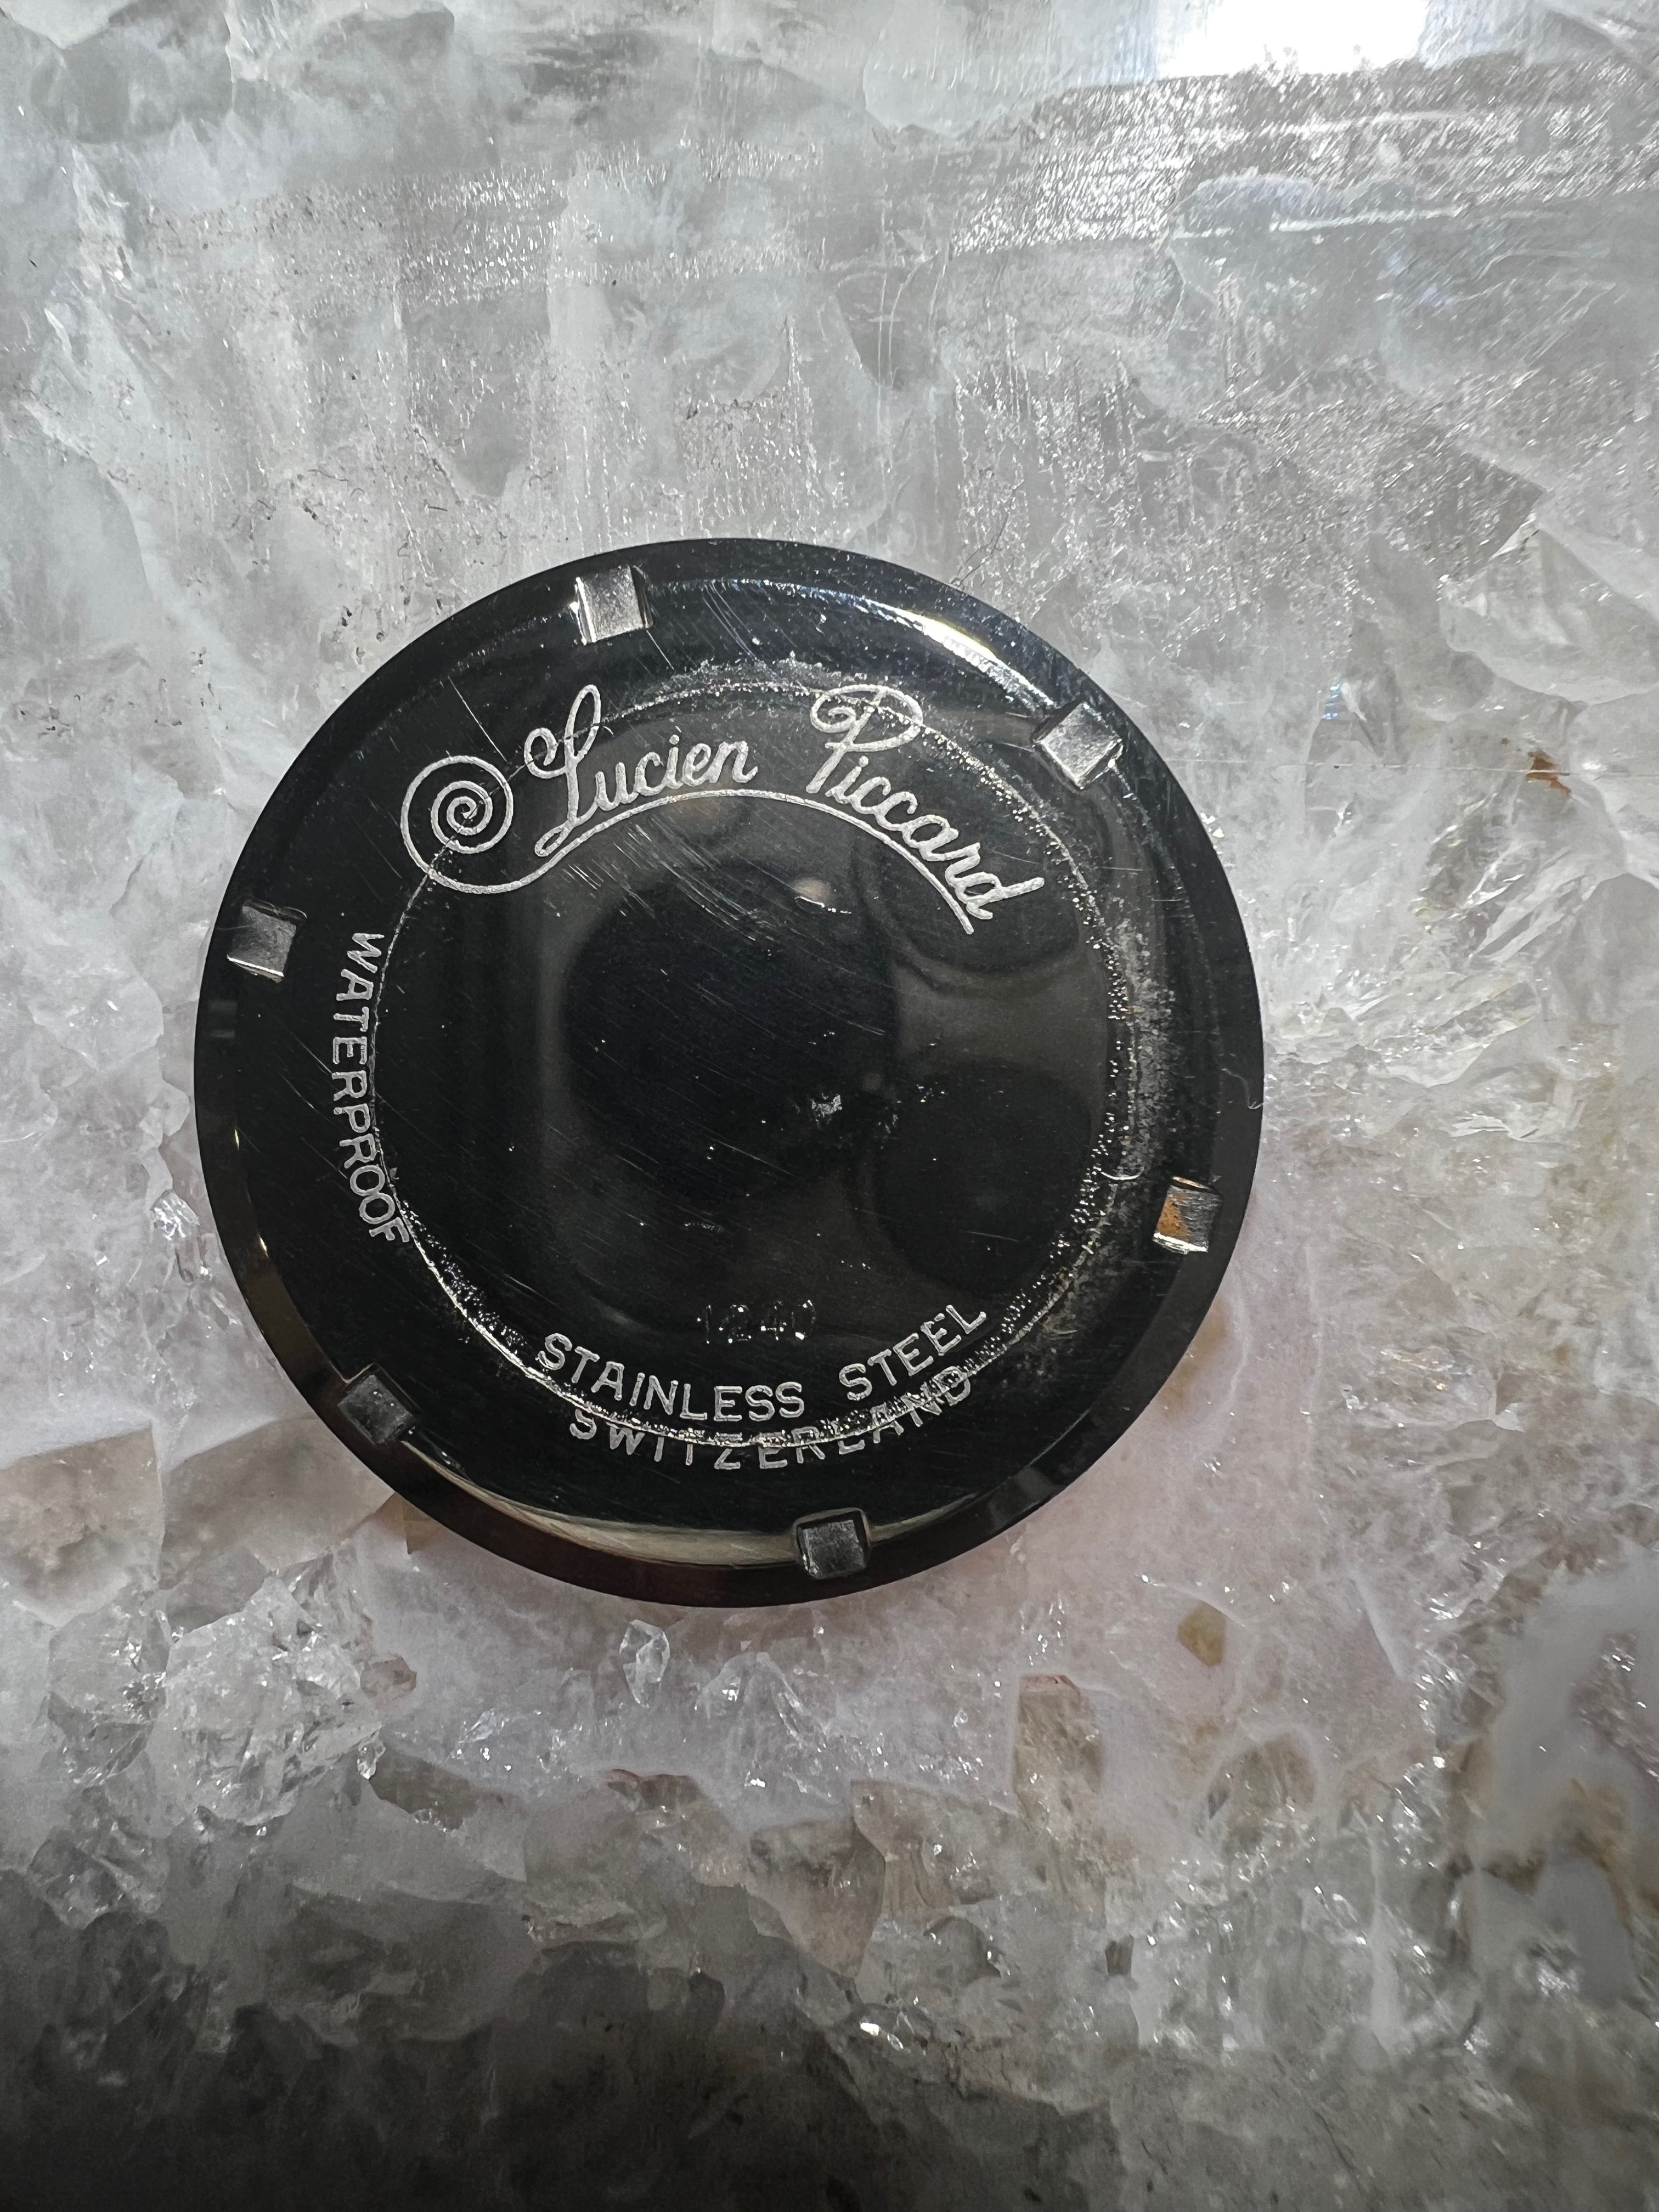 Lucien Piccard
WATERPROOF
1240
STAINLESS STEEL
SWITZERLAND